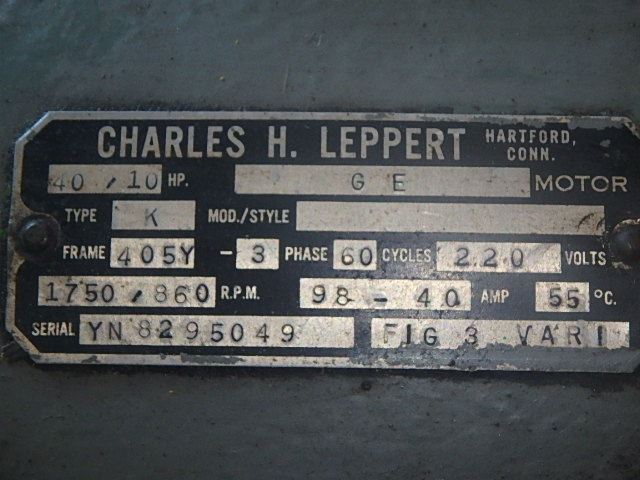 CHARLES H. LEPPERT HARTFORD, CONN.
40/10 HP. G E MOTOR
TYPE K MOD./STYLE
FRAME 405Y - 3 PHASE 60 CYCLES 220 VOLTS
1750/860 R.P.M. 98 - 40 AMP 55 °C.
SERIAL YN 8295049 FIG 3 VARI